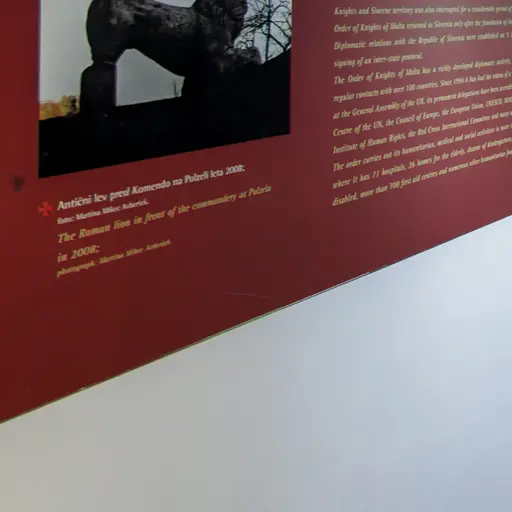 Antični lev pred Komendo na Polzeli leta 2008;
foto: Martina
The Roman lion in front of the commandery at Polzela
in 2008;
photograph: Martina
Knights and Slovene territory was also interrupted for a considerable period of
Order of Knights of Malta returned to Slovenia only after the foundation of the
Diplomatic relations with the Republic of Slovenia were established on
signing of an inter-state protocol.
The Order of Knights of Malta has a richly developed diplomatic activity,
regular contacts with over 100 countries. Since 1994 it has had the status of a
at the General Assembly of the UN, its permanent delegations have been
Centre of the UN, the Council of Europe, the European Union, UNESCO,
Institute of Human Rights, the Red Cross International Committee and many
The order carries out its humanitarian, medical and social activities in more
where it has 71 hospitals, 26 homes for the elderly, dozens of kindergartens
disabled, more than 700 first aid centres and numerous other humanitarian